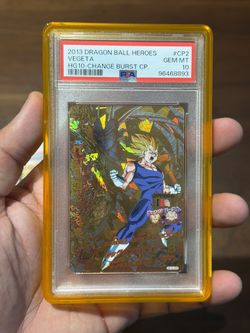 2013 DRAGON BALL HEROES #CP2
VEGETA GEM MT
HG10-CHANGE BURST CP. 10
PSA 96468893